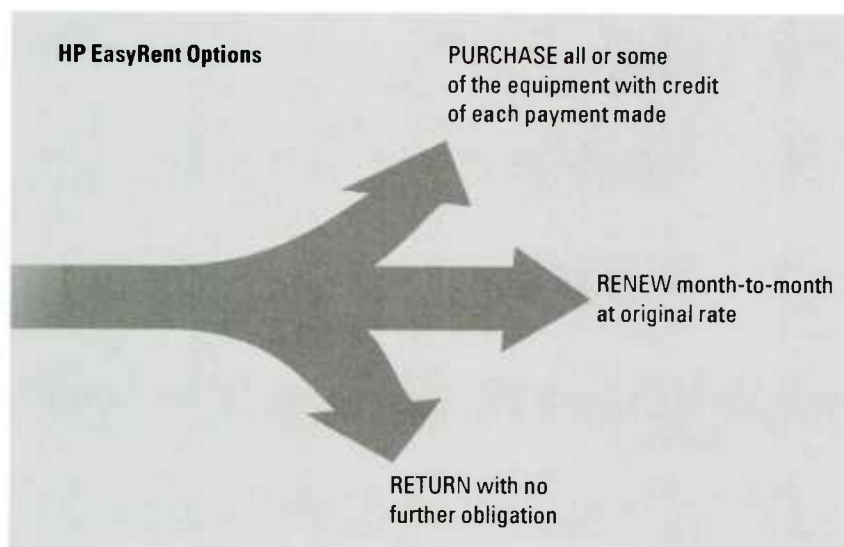 HP EasyRent Options
PURCHASE all or some
of the equipment with credit
of each payment made
RENEW month-to-month
at original rate
RETURN with no
further obligation